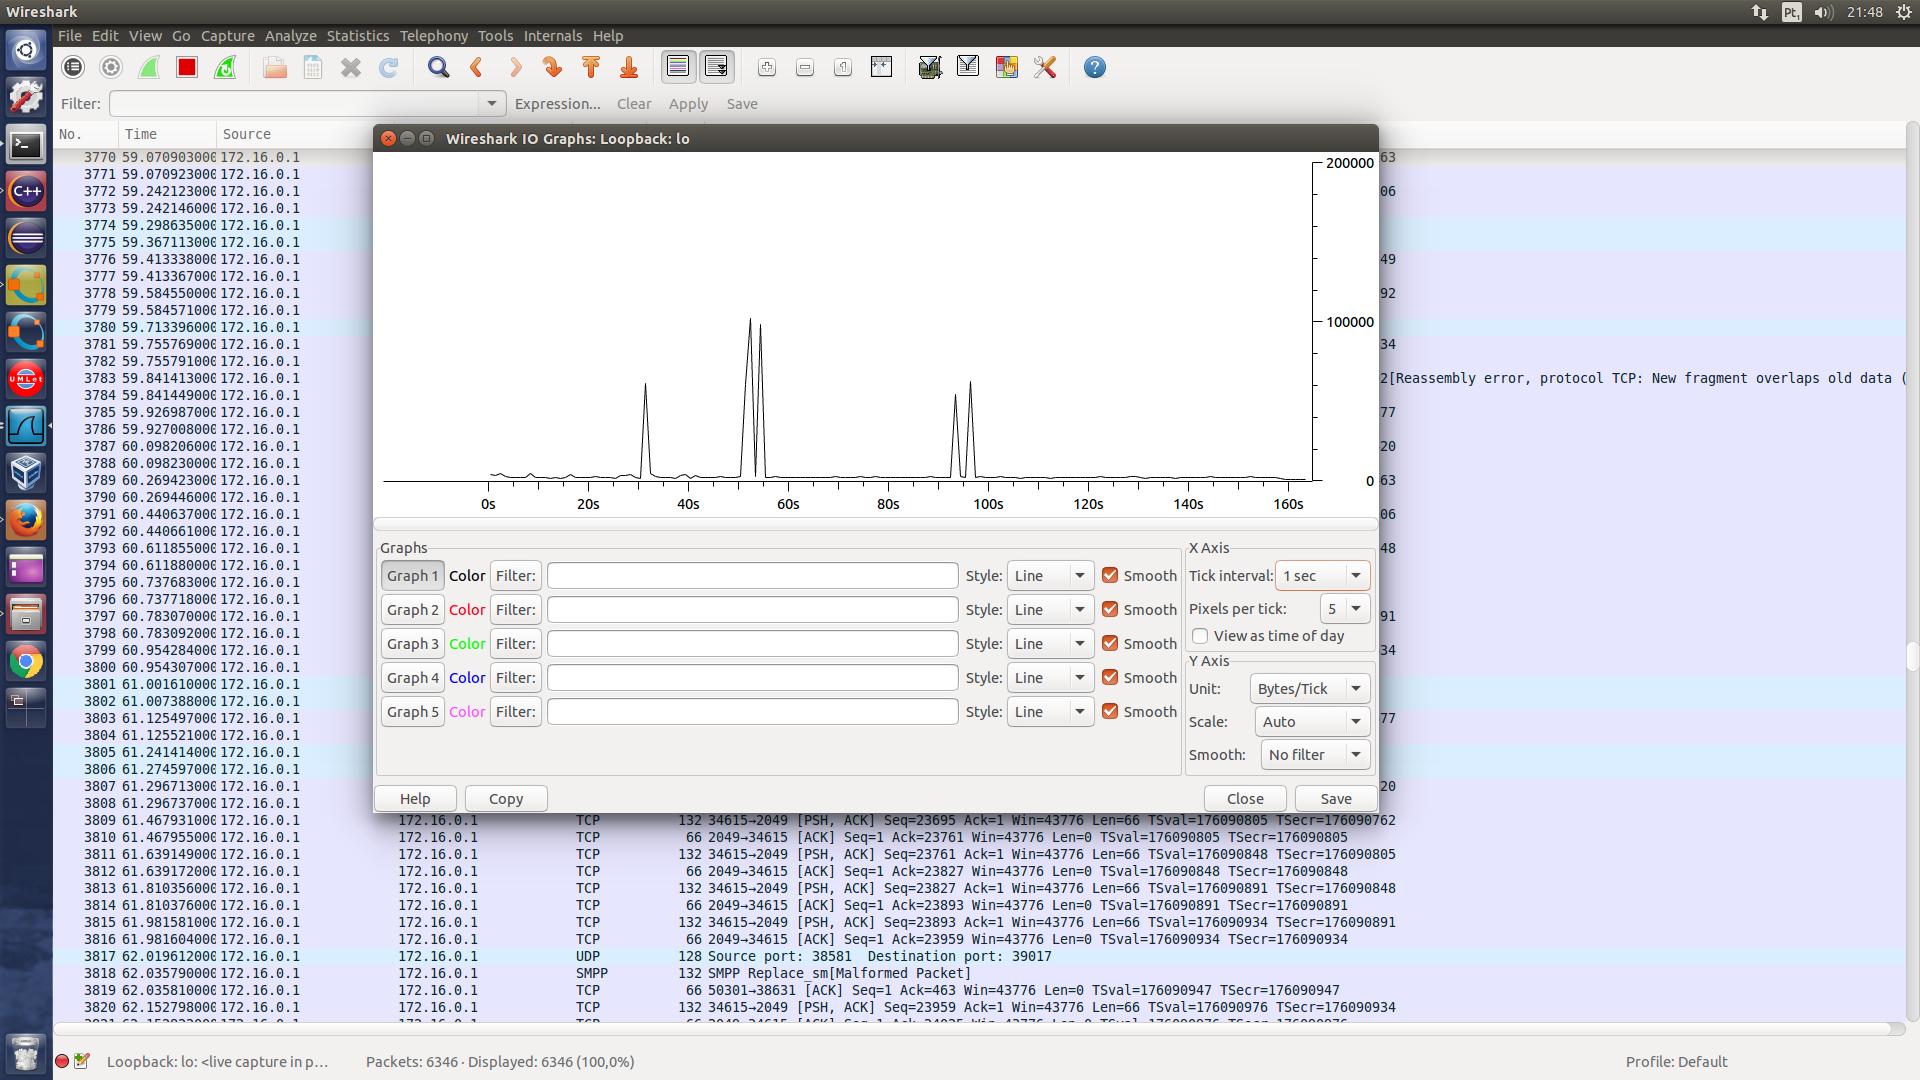 Wireshark
Pt1
21:48
File Edit View Go Capture Analyze Statistics Telephony Tools Internals Help
Filter:
Expression... Clear Apply Save
No. Time Source
Wireshark IO Graphs: Loopback: lo
3770 59.070903000 172.16.0.1 63
3771 59.070923000 172.16.0.1
3772 59.242123000 172.16.0.1 06
3773 59.242146000 172.16.0.1
3774 59.298635000 172.16.0.1
3775 59.367113000 172.16.0.1
3776 59.413338000 172.16.0.1 49
3777 59.413367000 172.16.0.1
3778 59.584550000 172.16.0.1 92
3779 59.584571000 172.16.0.1
3780 59.713396000 172.16.0.1
3781 59.755769000 172.16.0.1 34
3782 59.755791000 172.16.0.1
3783 59.841413000 172.16.0.1 2[Reassembly error, protocol TCP: New fragment overlaps old data (
3784 59.841449000 172.16.0.1
3785 59.926987000 172.16.0.1 77
3786 59.927008000 172.16.0.1
3787 60.098206000 172.16.0.1 20
3788 60.098230000 172.16.0.1
3789 60.269423000 172.16.0.1 63
3790 60.269446000 172.16.0.1
3791 60.440637000 172.16.0.1 06
3792 60.440661000 172.16.0.1
3793 60.611855000 172.16.0.1 48
3794 60.611880000 172.16.0.1
3795 60.737683000 172.16.0.1
3796 60.737718000 172.16.0.1
3797 60.783070000 172.16.0.1 91
3798 60.783092000 172.16.0.1
3799 60.954284000 172.16.0.1 34
3800 60.954307000 172.16.0.1
3801 61.001610000 172.16.0.1
3802 61.007388000 172.16.0.1
3803 61.125497000 172.16.0.1 77
3804 61.125521000 172.16.0.1
3805 61.241414000 172.16.0.1
3806 61.274597000 172.16.0.1
3807 61.296713000 172.16.0.1 20
3808 61.296737000 172.16.0.1
200000
100000
0
0s 20s 40s 60s 80s 100s 120s 140s 160s
Graphs
Graph 1 Color Filter: Style: Line Smooth
Graph 2 Color Filter: Style: Line Smooth
Graph 3 Color Filter: Style: Line Smooth
Graph 4 Color Filter: Style: Line Smooth
Graph 5 Color Filter: Style: Line Smooth
X Axis
Tick interval: 1 sec
Pixels per tick: 5
View as time of day
Y Axis
Unit: Bytes/Tick
Scale: Auto
Smooth: No filter
Help Copy Close Save
3809 61.467931000 172.16.0.1 172.16.0.1 TCP 132 34615→2049 [PSH, ACK] Seq=23695 Ack=1 Win=43776 Len=66 TSval=176090805 TSecr=176090762
3810 61.467955000 172.16.0.1 172.16.0.1 TCP 66 2049→34615 [ACK] Seq=1 Ack=23761 Win=43776 Len=0 TSval=176090805 TSecr=176090805
3811 61.639149000 172.16.0.1 172.16.0.1 TCP 132 34615→2049 [PSH, ACK] Seq=23761 Ack=1 Win=43776 Len=66 TSval=176090848 TSecr=176090805
3812 61.639172000 172.16.0.1 172.16.0.1 TCP 66 2049→34615 [ACK] Seq=1 Ack=23827 Win=43776 Len=0 TSval=176090848 TSecr=176090848
3813 61.810356000 172.16.0.1 172.16.0.1 TCP 132 34615→2049 [PSH, ACK] Seq=23827 Ack=1 Win=43776 Len=66 TSval=176090891 TSecr=176090848
3814 61.810376000 172.16.0.1 172.16.0.1 TCP 66 2049→34615 [ACK] Seq=1 Ack=23893 Win=43776 Len=0 TSval=176090891 TSecr=176090891
3815 61.981581000 172.16.0.1 172.16.0.1 TCP 132 34615→2049 [PSH, ACK] Seq=23893 Ack=1 Win=43776 Len=66 TSval=176090934 TSecr=176090891
3816 61.981604000 172.16.0.1 172.16.0.1 TCP 66 2049→34615 [ACK] Seq=1 Ack=23959 Win=43776 Len=0 TSval=176090934 TSecr=176090934
3817 62.019612000 172.16.0.1 172.16.0.1 UDP 128 Source port: 38581 Destination port: 39017
3818 62.035790000 172.16.0.1 172.16.0.1 SMPP 132 SMPP Replace_sm[Malformed Packet]
3819 62.035810000 172.16.0.1 172.16.0.1 TCP 66 50301→38631 [ACK] Seq=1 Ack=463 Win=43776 Len=0 TSval=176090947 TSecr=176090947
3820 62.152798000 172.16.0.1 172.16.0.1 TCP 132 34615→2049 [PSH, ACK] Seq=23959 Ack=1 Win=43776 Len=66 TSval=176090976 TSecr=176090934
C++
UMLet
Loopback: lo: <live capture in p... Packets: 6346 · Displayed: 6346 (100,0%) Profile: Default